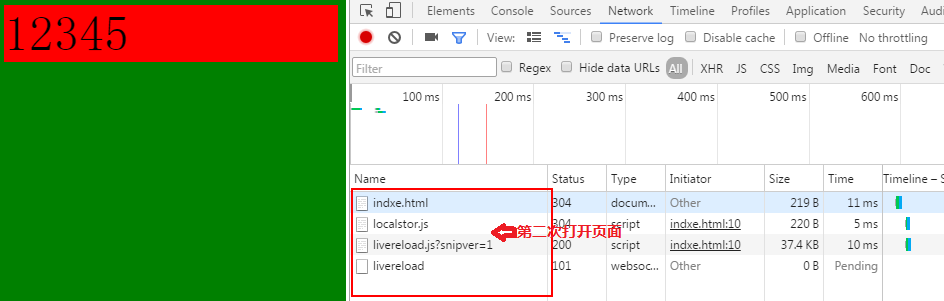 12345
Elements Console Sources Network Timeline Profiles Application Security Au
View: Preserve log Disable cache Offline No throttling
Filter Regex Hide data URLs All XHR JS CSS Img Media Font Doc
100 ms 200 ms 300 ms 400 ms 500 ms 600 ms
Name Status Type Initiator Size Time Timeline – S
indxe.html 304 docum... Other 219 B 11 ms
localstor.js 304 script indxe.html:10 220 B 5 ms
第二次打开页面
livereload.js?snipver=1 200 script indxe.html:10 37.4 KB 10 ms
livereload 101 websoc... Other 0 B Pending